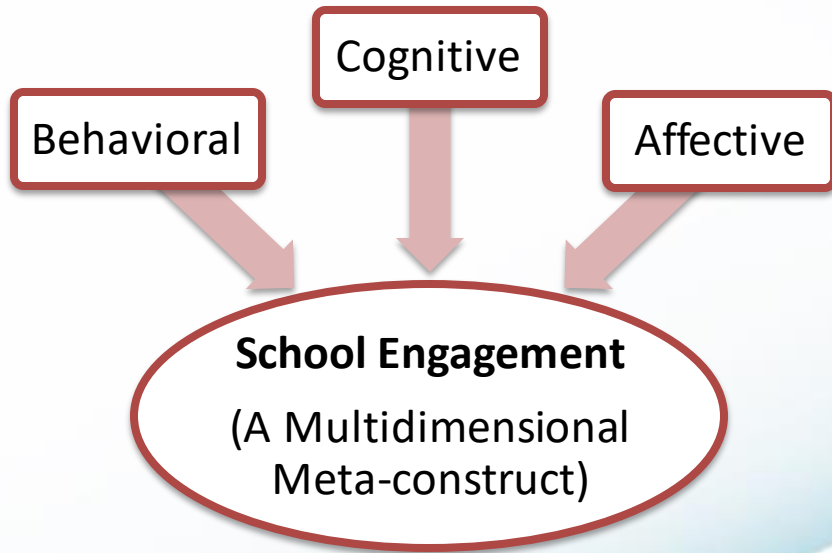 Cognitive
Behavioral
Affective
School Engagement
(A Multidimensional
Meta-construct)